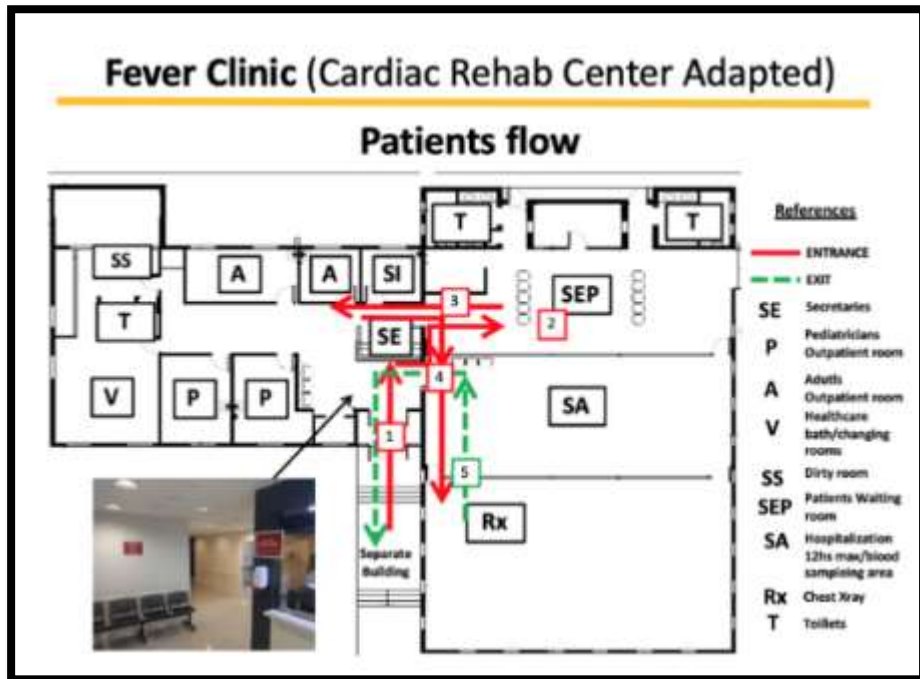 Fever Clinic (Cardiac Rehab Center Adapted)
Patients flow
T
T
SS
A
A
SI
3
SEP
2
T
SE
4
V
P
P
SA
1
5
Rx
Separate
Building
References
ENTRANCE
EXIT
SE Secretaries
P Pediatricians
Outpatient room
A Adutls
Outpatient room
V Healthcare
bath/changing
rooms
SS Dirty room
SEP Patients Waiting
room
SA Hospitalization
12hs max/blood
sampling area
Rx Chest Xray
T Toillets